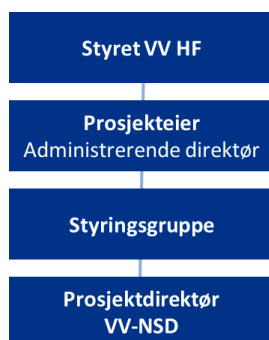 Styret VV HF
Prosjekteier
Administrerende direktør
Styringsgruppe
Prosjektdirektør
VV-NSD